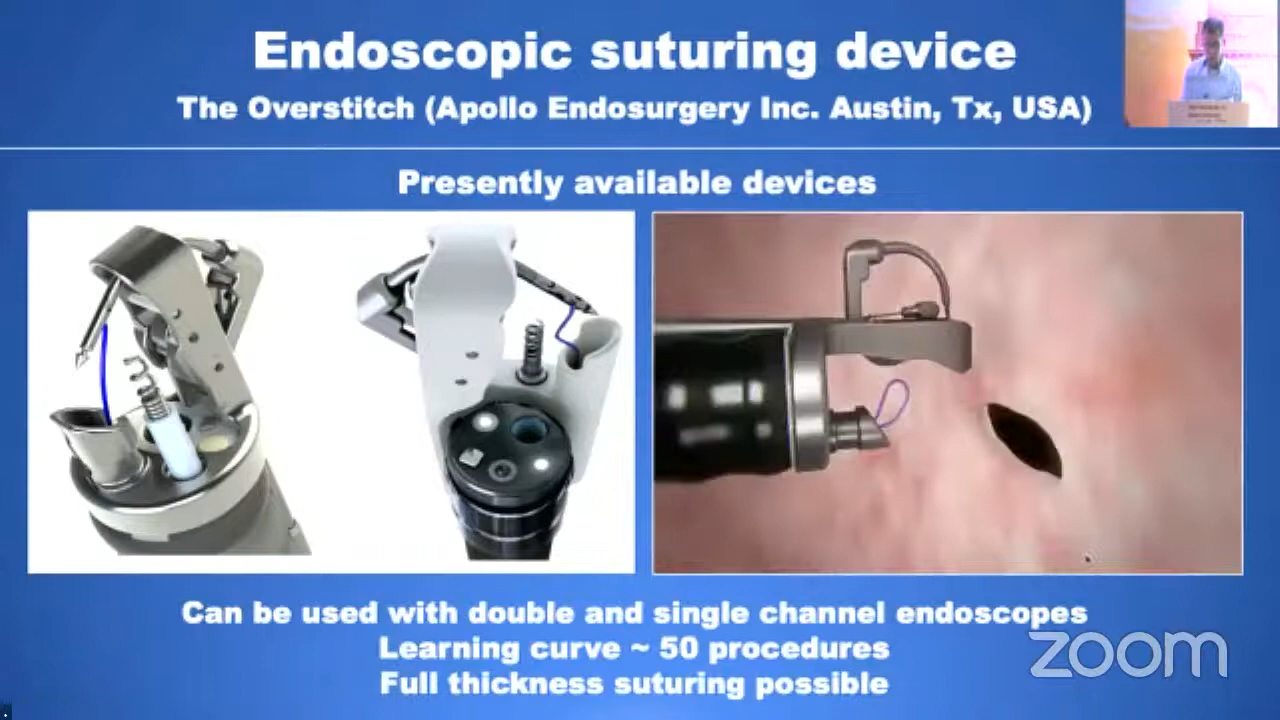 Endoscopic suturing device
The Overstitch (Apollo Endosurgery Inc. Austin, Tx, USA)
Presently available devices
Can be used with double and single channel endoscopes
Learning curve ~ 50 procedures
Full thickness suturing possible
zoom